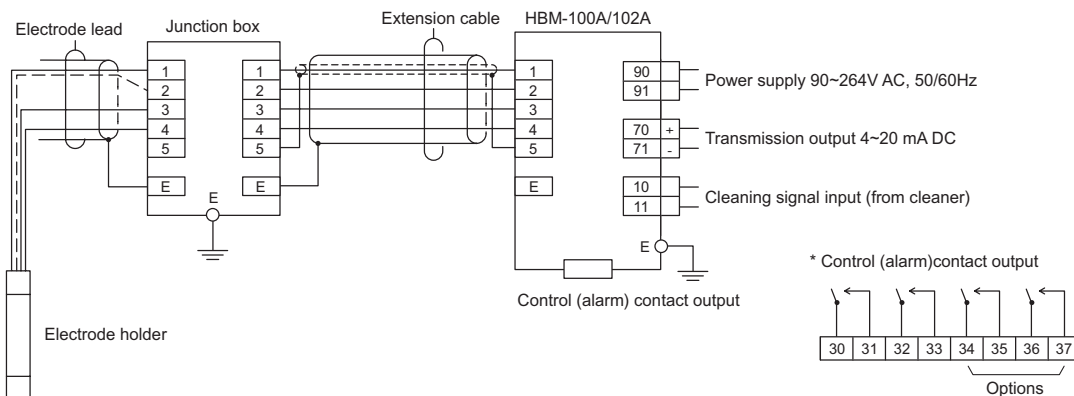 Electrode lead
Junction box
Extension cable
HBM-100A/102A
1
2
3
4
5
E
1
2
3
4
5
E
E
1
2
3
4
5
E
90
91
Power supply 90~264V AC, 50/60Hz
70 +
71 -
Transmission output 4~20 mA DC
10
11
Cleaning signal input (from cleaner)
E
Control (alarm) contact output
Electrode holder
* Control (alarm)contact output
30 31 32 33 34 35 36 37
Options